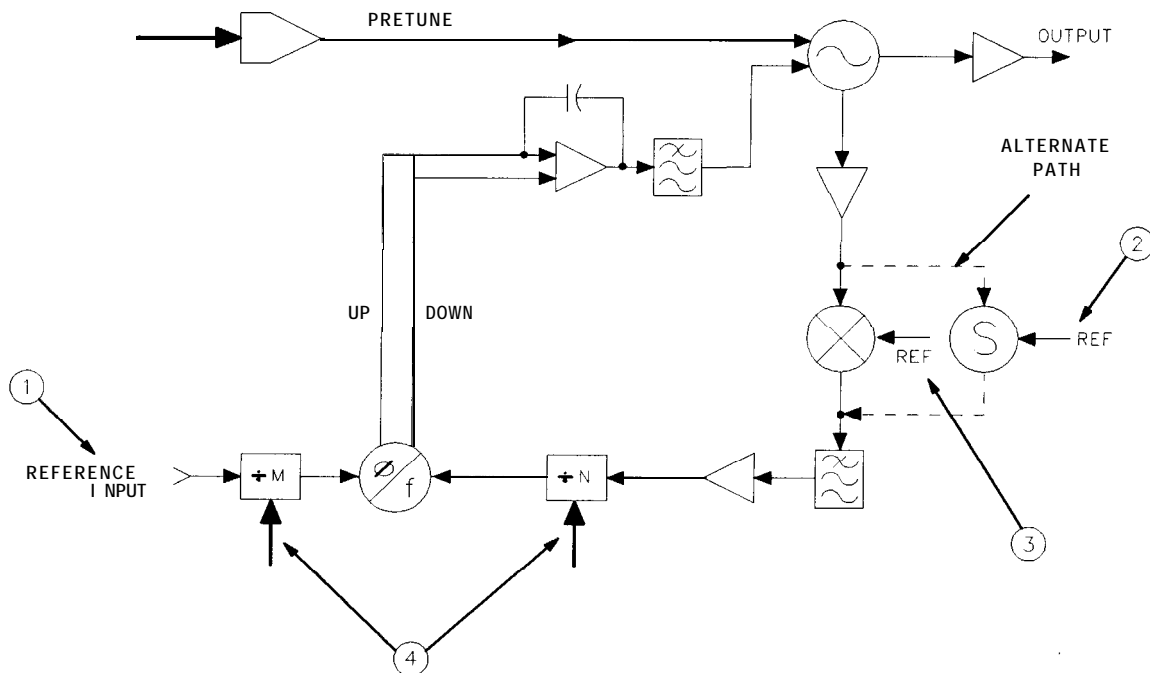 PRETUNE
OUTPUT
ALTERNATE
PATH
2
UP
DOWN
REF
S
REF
1
REFERENCE
INPUT
÷M
Ø/f
÷N
3
4